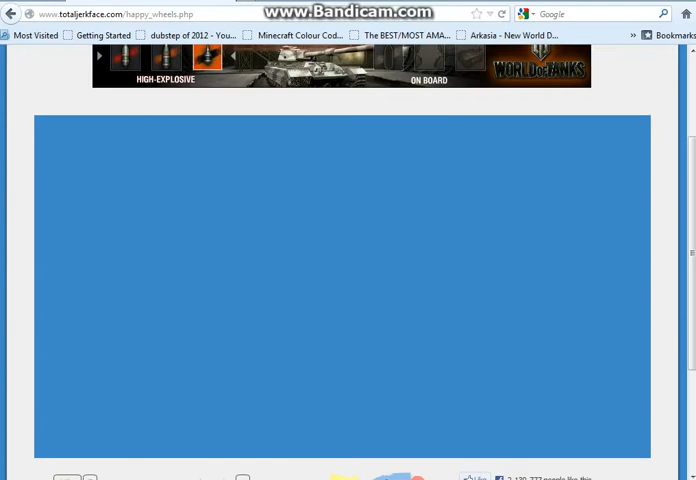 www.Bandicam.com
www.totaljerkface.com/happy_wheels.php
Google
Most Visited Getting Started dubstep of 2012 - You... Minecraft Colour Cod... The BEST/MOST AMA... Arkasia - New World D... » Bookmarks
HIGH-EXPLOSIVE
ON BOARD
WORLD OF TANKS
Like
people like this